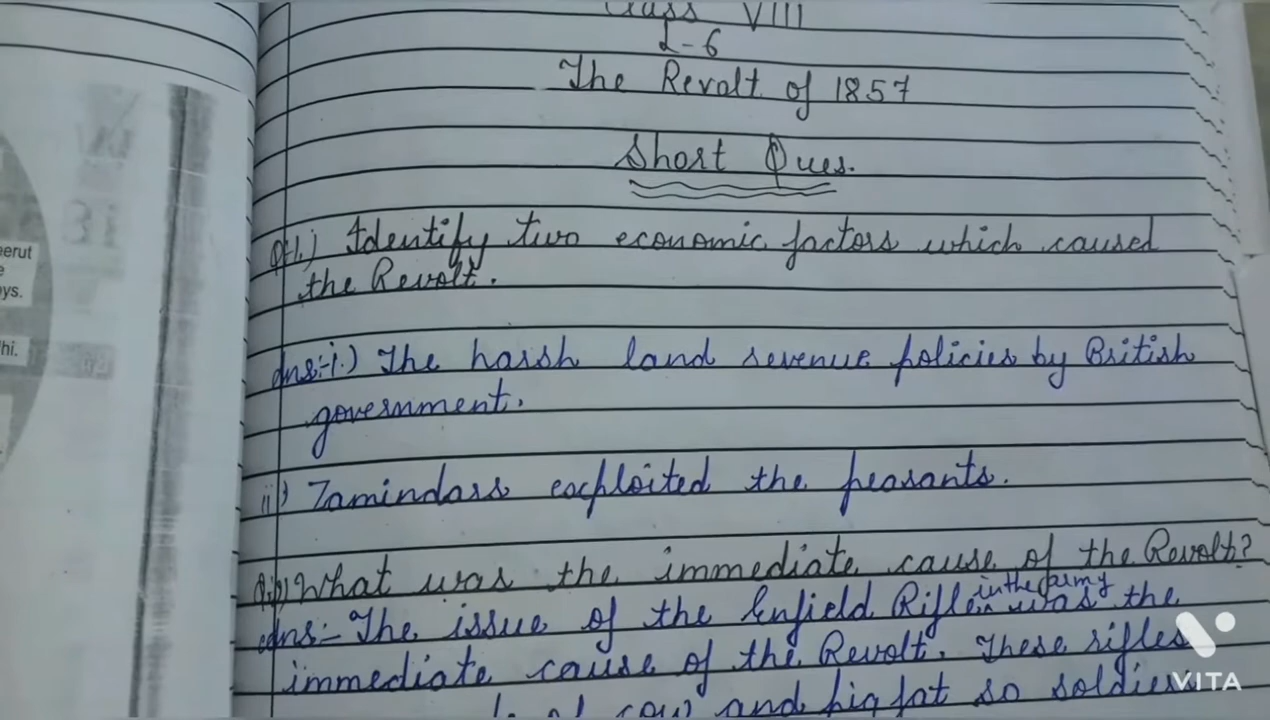 Class VIII
L-6
The Revolt of 1857
Short Ques.
Q1.) Identify two economic factors which caused
the Revolt.
Ans:-i.) The harsh land revenue policies by British
government.
ii) Zamindars exploited the peasants.
What was the immediate cause of the Revolt?
Ans:- The issue of the Enfield Rifles in the army was the
immediate cause of the Revolt. These rifles
cow and pig fat so soldiers
eerut
e
ys.
hi.
VITA